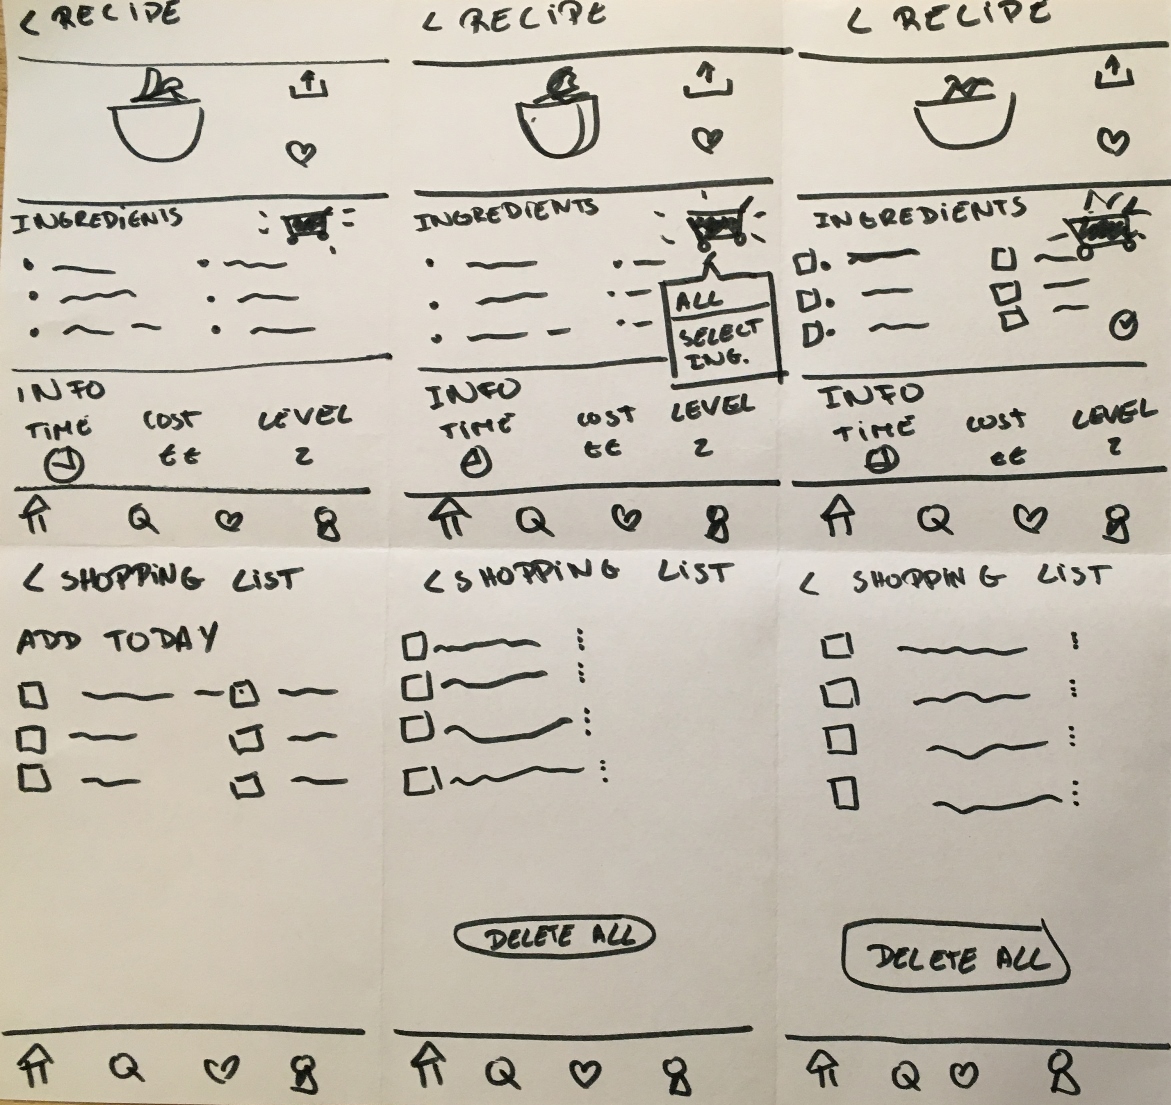 < RECIPE
INGREDIENTS
INFO
TIME COST LEVEL
€€ 2
< RECIPE
INGREDIENTS
ALL
SELECT
ING.
INFO
TIME COST LEVEL
€€ 2
< RECIPE
INGREDIENTS
INFO
TIME COST LEVEL
€€ 2
< SHOPPING LIST
ADD TODAY
< SHOPPING LIST
DELETE ALL
< SHOPPING LIST
DELETE ALL